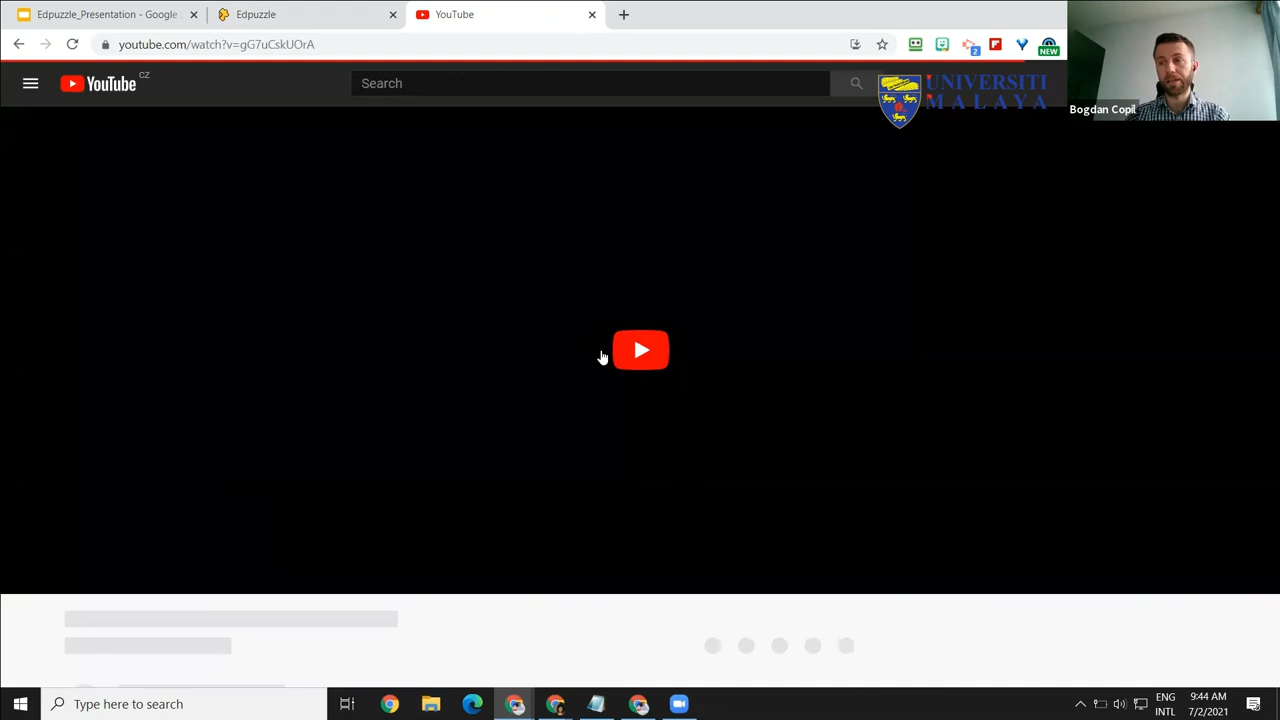 Edpuzzle_Presentation - Google
Edpuzzle
YouTube
youtube.com/watch?v=gG7uCskUOrA
2
NEW
YouTube CZ
Search
UNIVERSITI
MALAYA
Bogdan Copil
Type here to search
ENG
INTL
9:44 AM
7/2/2021